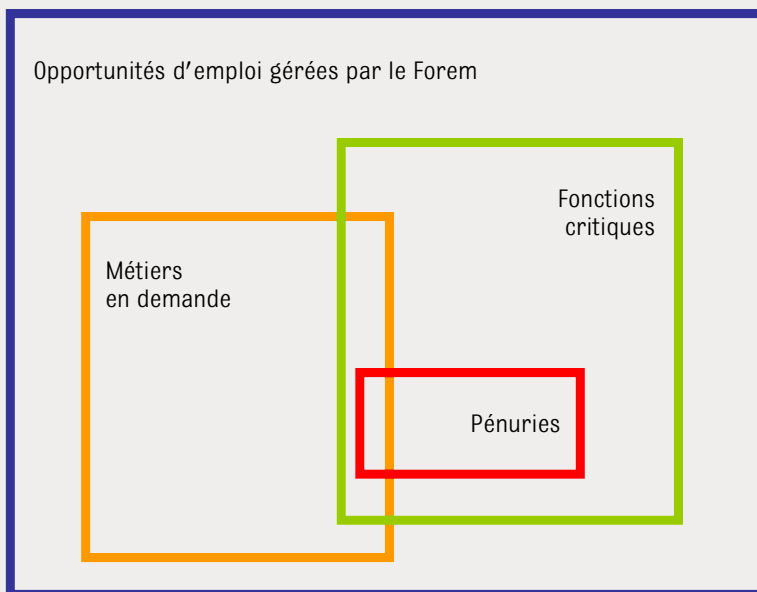 Opportunités d’emploi gérées par le Forem
Fonctions
critiques
Métiers
en demande
Pénuries